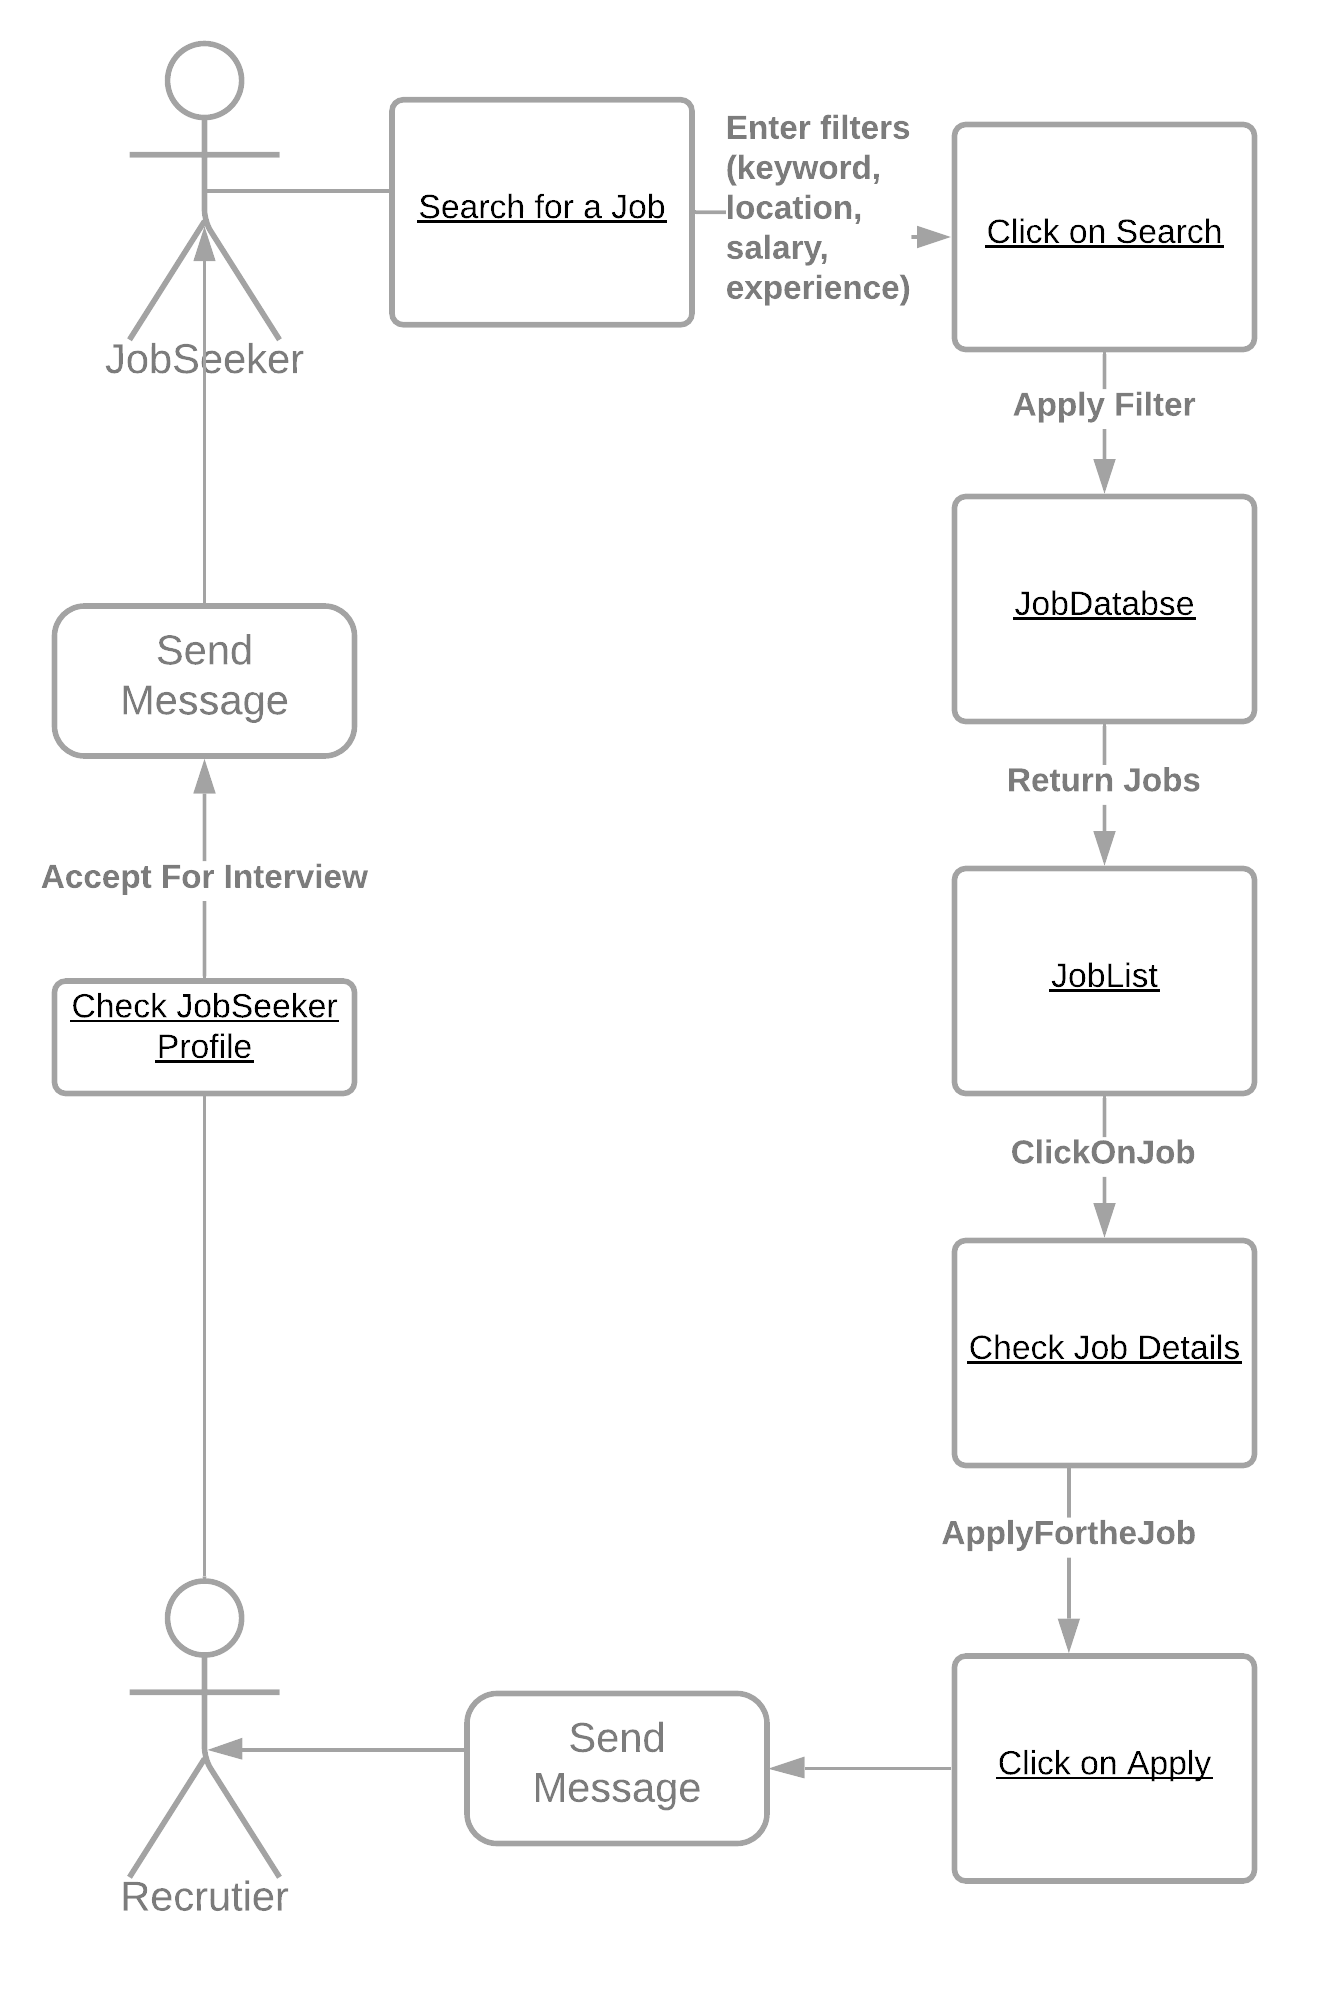 Search for a Job
Enter filters
(keyword,
location,
salary,
experience)
Click on Search
JobSeeker
Apply Filter
JobDatabse
Send
Message
Return Jobs
Accept For Interview
JobList
Check JobSeeker
Profile
ClickOnJob
Check Job Details
ApplyFortheJob
Send
Message
Click on Apply
Recrutier